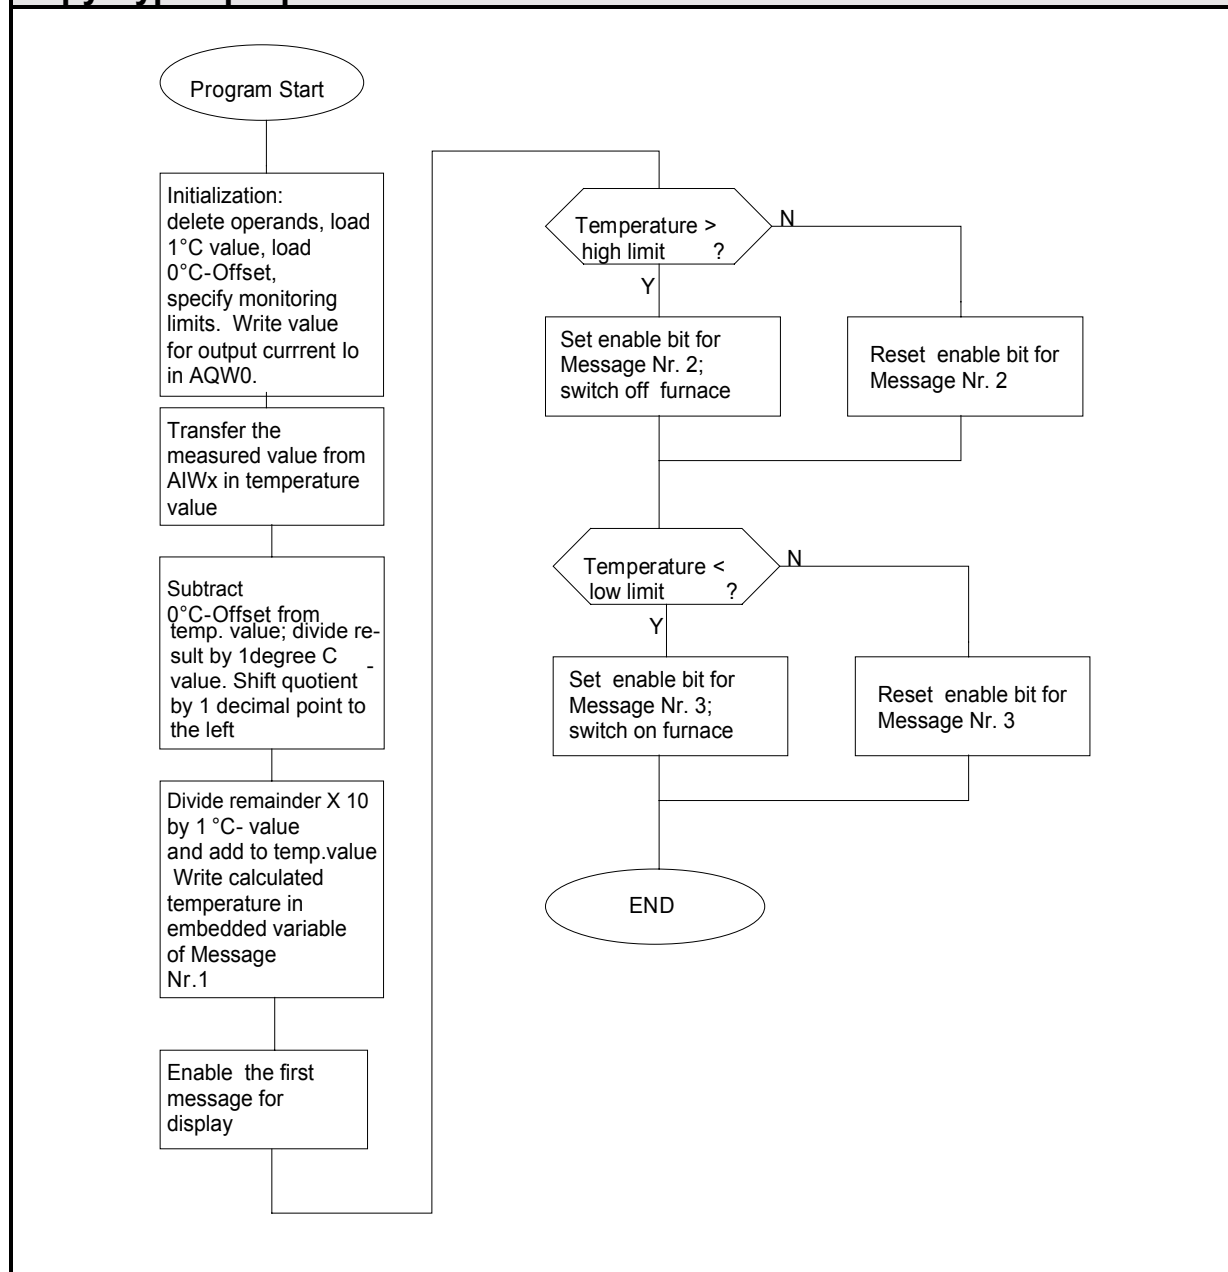 Program Start
Initialization:
delete operands, load
1°C value, load
0°C-Offset,
specify monitoring
limits. Write value
for output currrent Io
in AQW0.
Transfer the
measured value from
AIWx in temperature
value
Subtract
0°C-Offset from
temp. value; divide re-
sult by 1degree C
-
value. Shift quotient
by 1 decimal point to
the left
Divide remainder X 10
by 1 °C- value
and add to temp.value
Write calculated
temperature in
embedded variable
of Message
Nr.1
Enable the first
message for
display
Temperature >
high limit ?
N
Y
Set enable bit for
Message Nr. 2;
switch off furnace
Reset enable bit for
Message Nr. 2
Temperature <
low limit ?
N
Y
Set enable bit for
Message Nr. 3;
switch on furnace
Reset enable bit for
Message Nr. 3
END